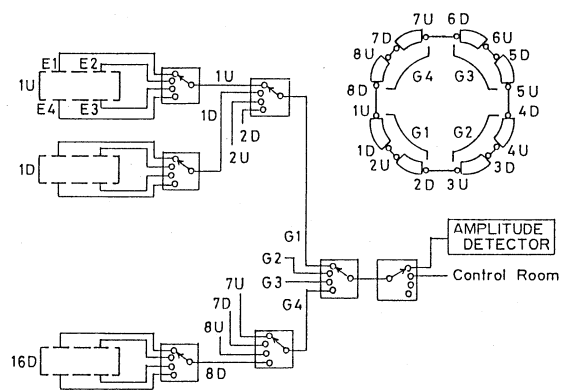 E1 E2
1U
E4 E3
1U
1D
2D
2U
1D
G1
G2
G3
G4
7U
7D
8U
8D
16D
AMPLITUDE
DETECTOR
Control Room
7U 6D
7D 6U
8U 5D
8D 5U
G4 G3
1U 4D
G1 G2
1D 4U
2U 3D
2D 3U